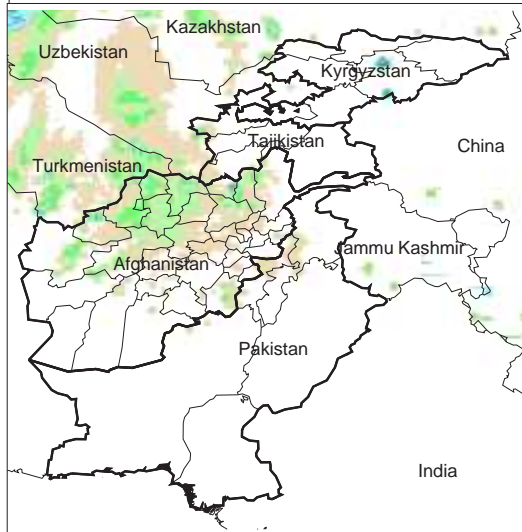 Kazakhstan
Uzbekistan
Kyrgyzstan
Tajikistan
China
Turkmenistan
Jammu Kashmir
Afghanistan
Pakistan
India